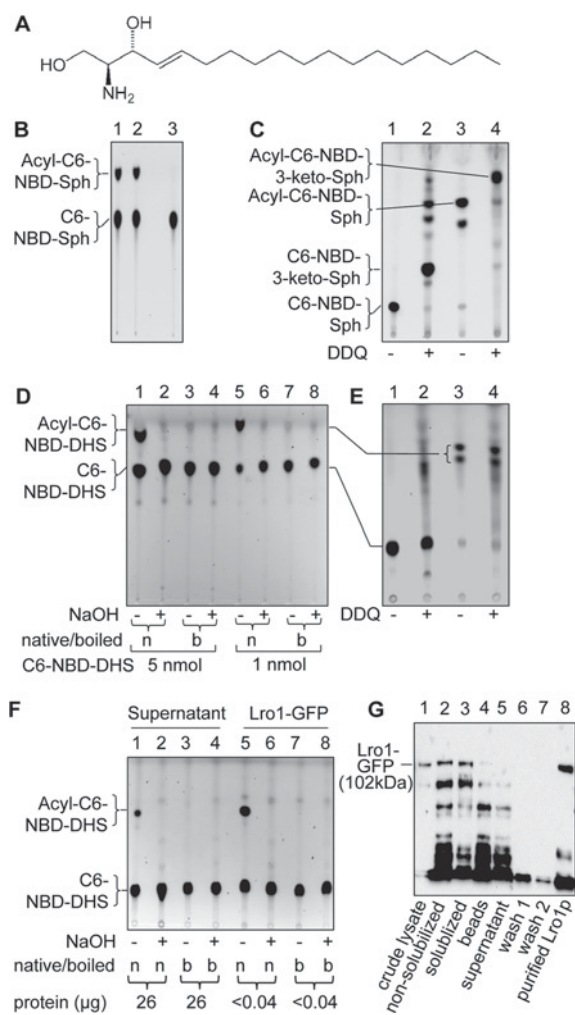 A
OH
HO
NH2
B
1 2 3
Acyl-C6-
NBD-Sph
C6-
NBD-Sph
C
1 2 3 4
Acyl-C6-NBD-
3-keto-Sph
Acyl-C6-NBD-
Sph
C6-NBD-
3-keto-Sph
C6-NBD-
Sph
DDQ - + - +
D
1 2 3 4 5 6 7 8
Acyl-C6-
NBD-DHS
C6-
NBD-DHS
NaOH - + - + - + - +
native/boiled n b n b
C6-NBD-DHS 5 nmol 1 nmol
E
1 2 3 4
DDQ - + - +
F
Supernatant Lro1-GFP
1 2 3 4 5 6 7 8
Acyl-C6-
NBD-DHS
C6-
NBD-DHS
NaOH - + - + - + - +
native/boiled n n b b n n b b
protein (µg) 26 26 <0.04 <0.04
G
1 2 3 4 5 6 7 8
Lro1-
GFP
(102kDa)
crude lysate
non-solubilized
solublized
beads
supernatant
wash 1
wash 2
purified Lro1p